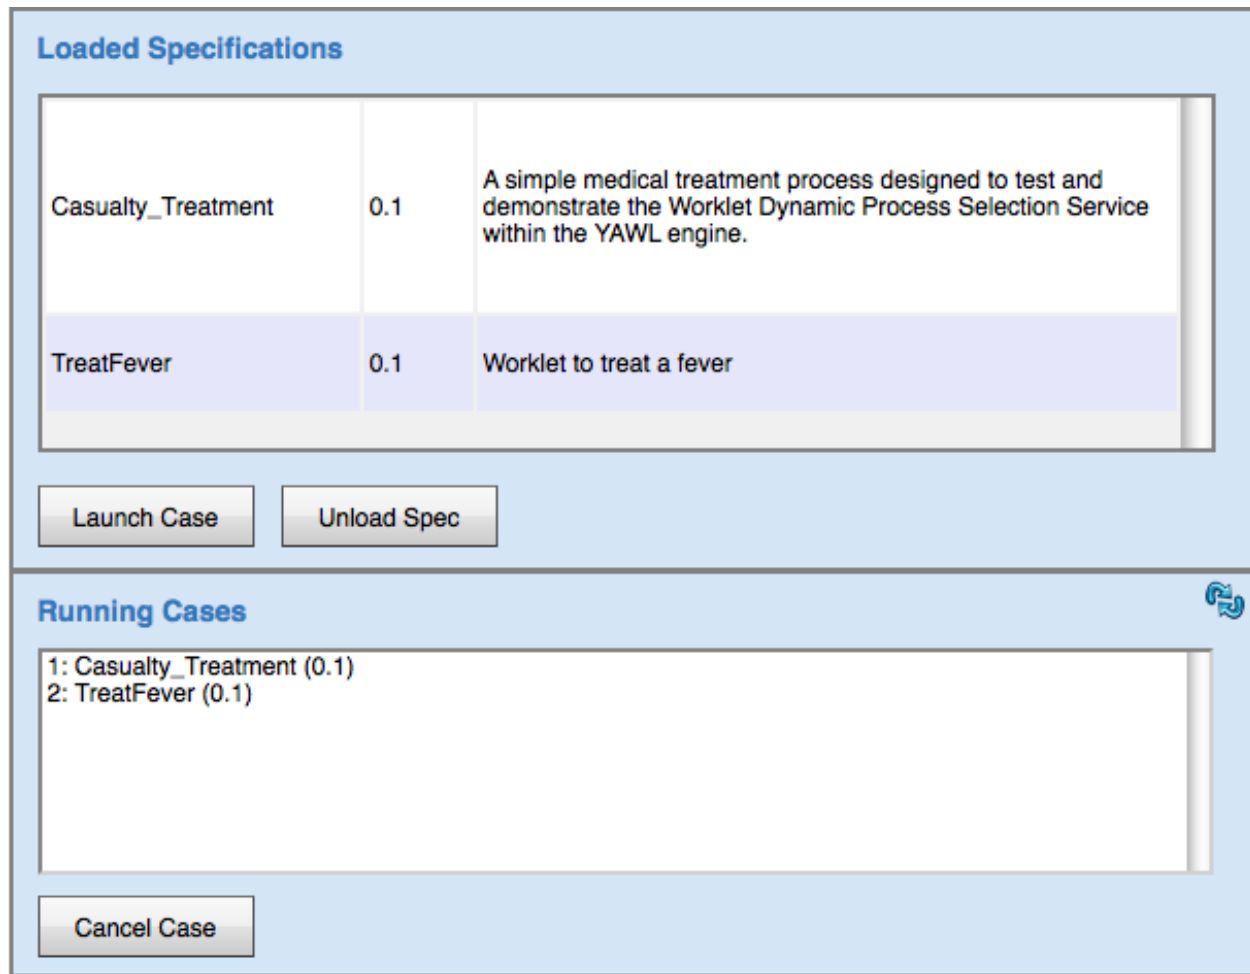 Loaded Specifications
Casualty_Treatment 0.1 A simple medical treatment process designed to test and
demonstrate the Worklet Dynamic Process Selection Service
within the YAWL engine.
TreatFever 0.1 Worklet to treat a fever
Launch Case Unload Spec
Running Cases
1: Casualty_Treatment (0.1)
2: TreatFever (0.1)
Cancel Case